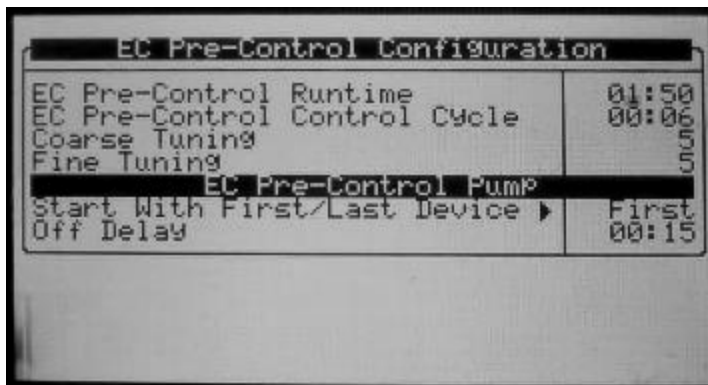 EC Pre-Control Configuration
EC Pre-Control Runtime 01:50
EC Pre-Control Control Cycle 00:06
Coarse Tuning 5
Fine Tuning 5
EC Pre-Control Pump
Start With First/Last Device ▶ First
Off Delay 00:15